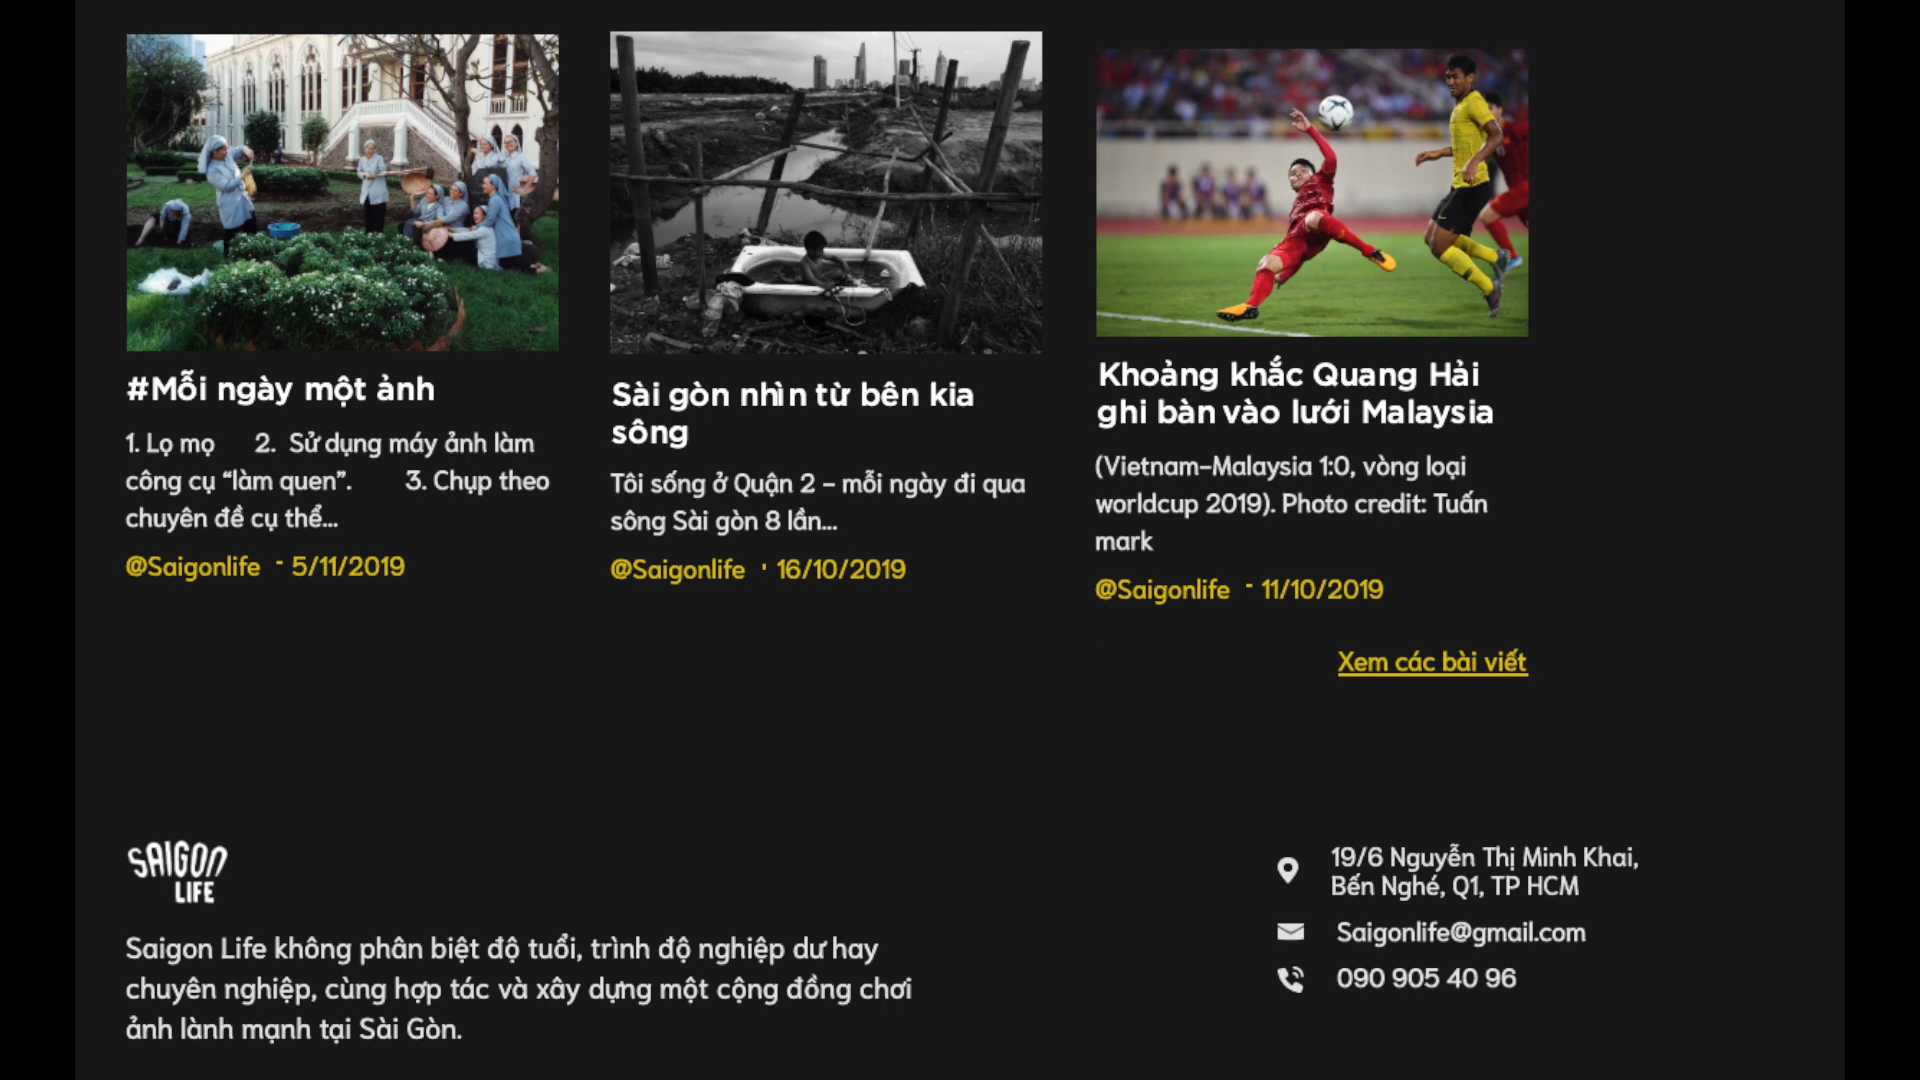 #Mỗi ngày một ảnh
1. Lọ mọ 2. Sử dụng máy ảnh làm
công cụ “làm quen”. 3. Chụp theo
chuyên đề cụ thể...
@Saigonlife - 5/11/2019
Sài gòn nhìn từ bên kia
sông
Tôi sống ở Quận 2 – mỗi ngày đi qua
sông Sài gòn 8 lần...
@Saigonlife ' 16/10/2019
Khoảng khắc Quang Hải
ghi bàn vào lưới Malaysia
(Vietnam-Malaysia 1:0, vòng loại
worldcup 2019). Photo credit: Tuấn
mark
@Saigonlife - 11/10/2019
Xem các bài viết
SAIGON
LIFE
Saigon Life không phân biệt độ tuổi, trình độ nghiệp dư hay
chuyên nghiệp, cùng hợp tác và xây dựng một cộng đồng chơi
ảnh lành mạnh tại Sài Gòn.
19/6 Nguyễn Thị Minh Khai,
Bến Nghé, Q1, TP HCM
Saigonlife@gmail.com
090 905 40 96